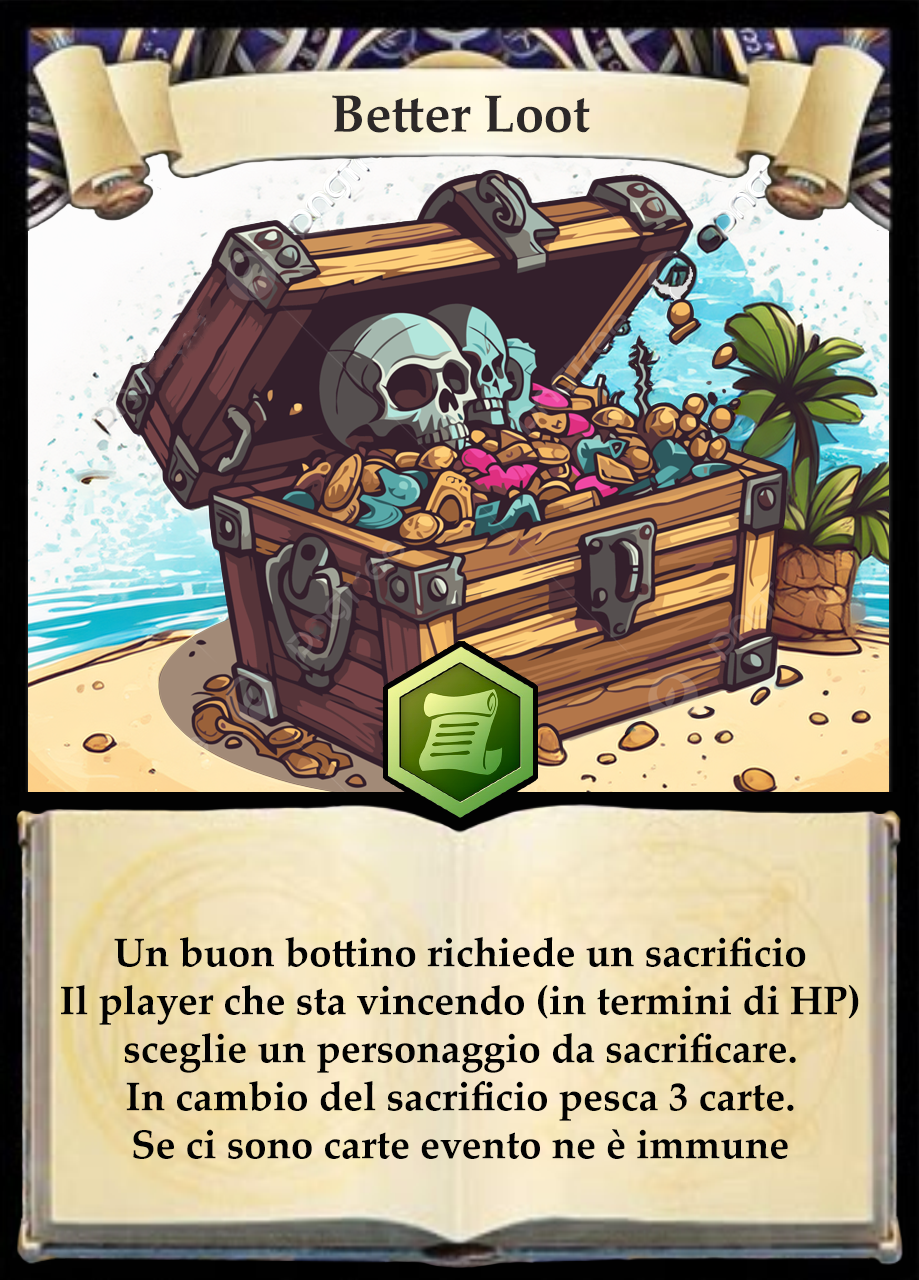 Better Loot
Un buon bottino richiede un sacrificio
Il player che sta vincendo (in termini di HP)
sceglie un personaggio da sacrificare.
In cambio del sacrificio pesca 3 carte.
Se ci sono carte evento ne è immune